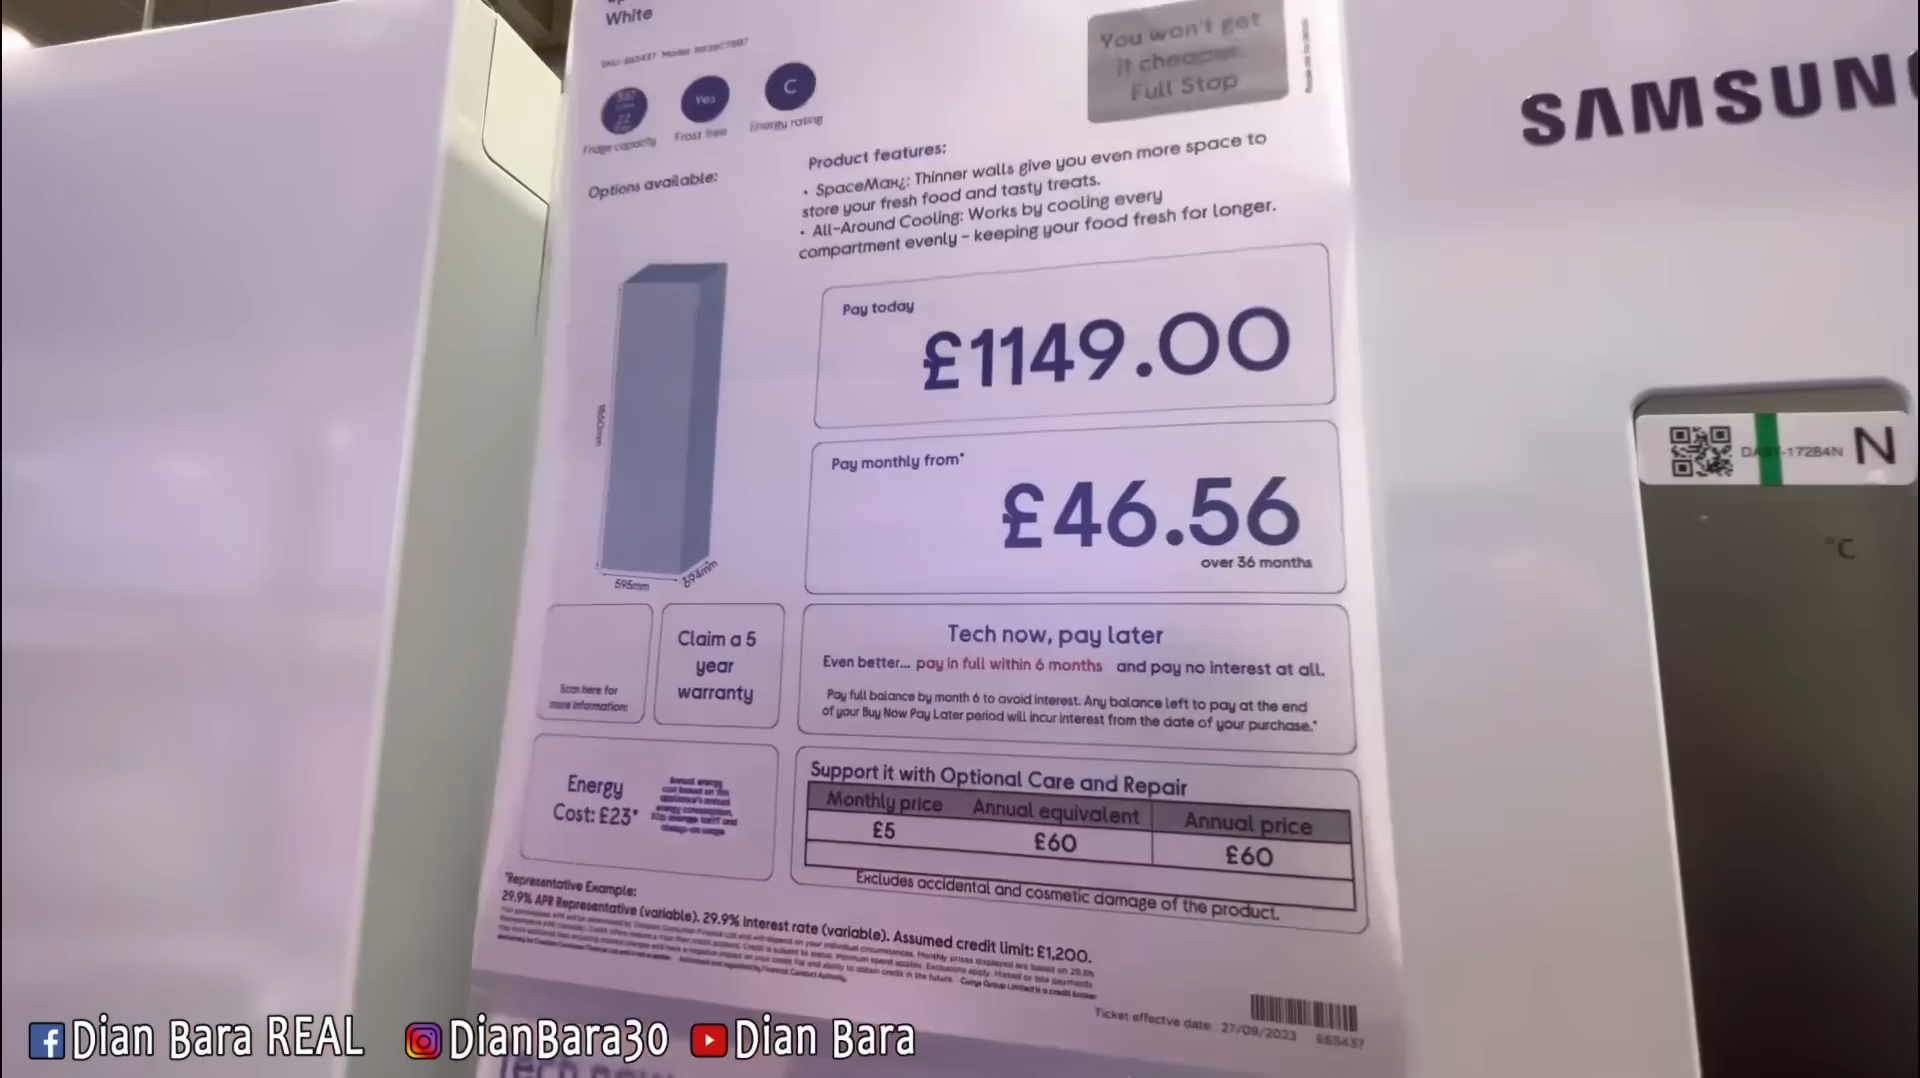 White
You won't get
it cheaper.
Full Stop
SAMSUNG
Yes
C
Fridge capacity
Frost free
Energy rating
Options available:
Product features:
• SpaceMax¿: Thinner walls give you even more space to
store your fresh food and tasty treats.
• All-Around Cooling: Works by cooling every
compartment evenly – keeping your food fresh for longer.
595mm
Pay today
£1149.00
Pay monthly from*
£46.56
over 36 months
N
°C
Scan here for
more information:
Claim a 5
year
warranty
Tech now, pay later
Even better... pay in full within 6 months and pay no interest at all.
Pay full balance by month 6 to avoid interest. Any balance left to pay at the end
of your Buy Now Pay Later period will incur interest from the date of your purchase.*
Energy
Cost: £23*
Support it with Optional Care and Repair
Monthly price Annual equivalent Annual price
£5 £60 £60
Excludes accidental and cosmetic damage of the product.
*Representative Example:
29.9% APR Representative (variable). 29.9% Interest rate (variable). Assumed credit limit: £1,200.
Ticket effectve date: 27/09/2023 665437
Dian Bara REAL DianBara30 Dian Bara